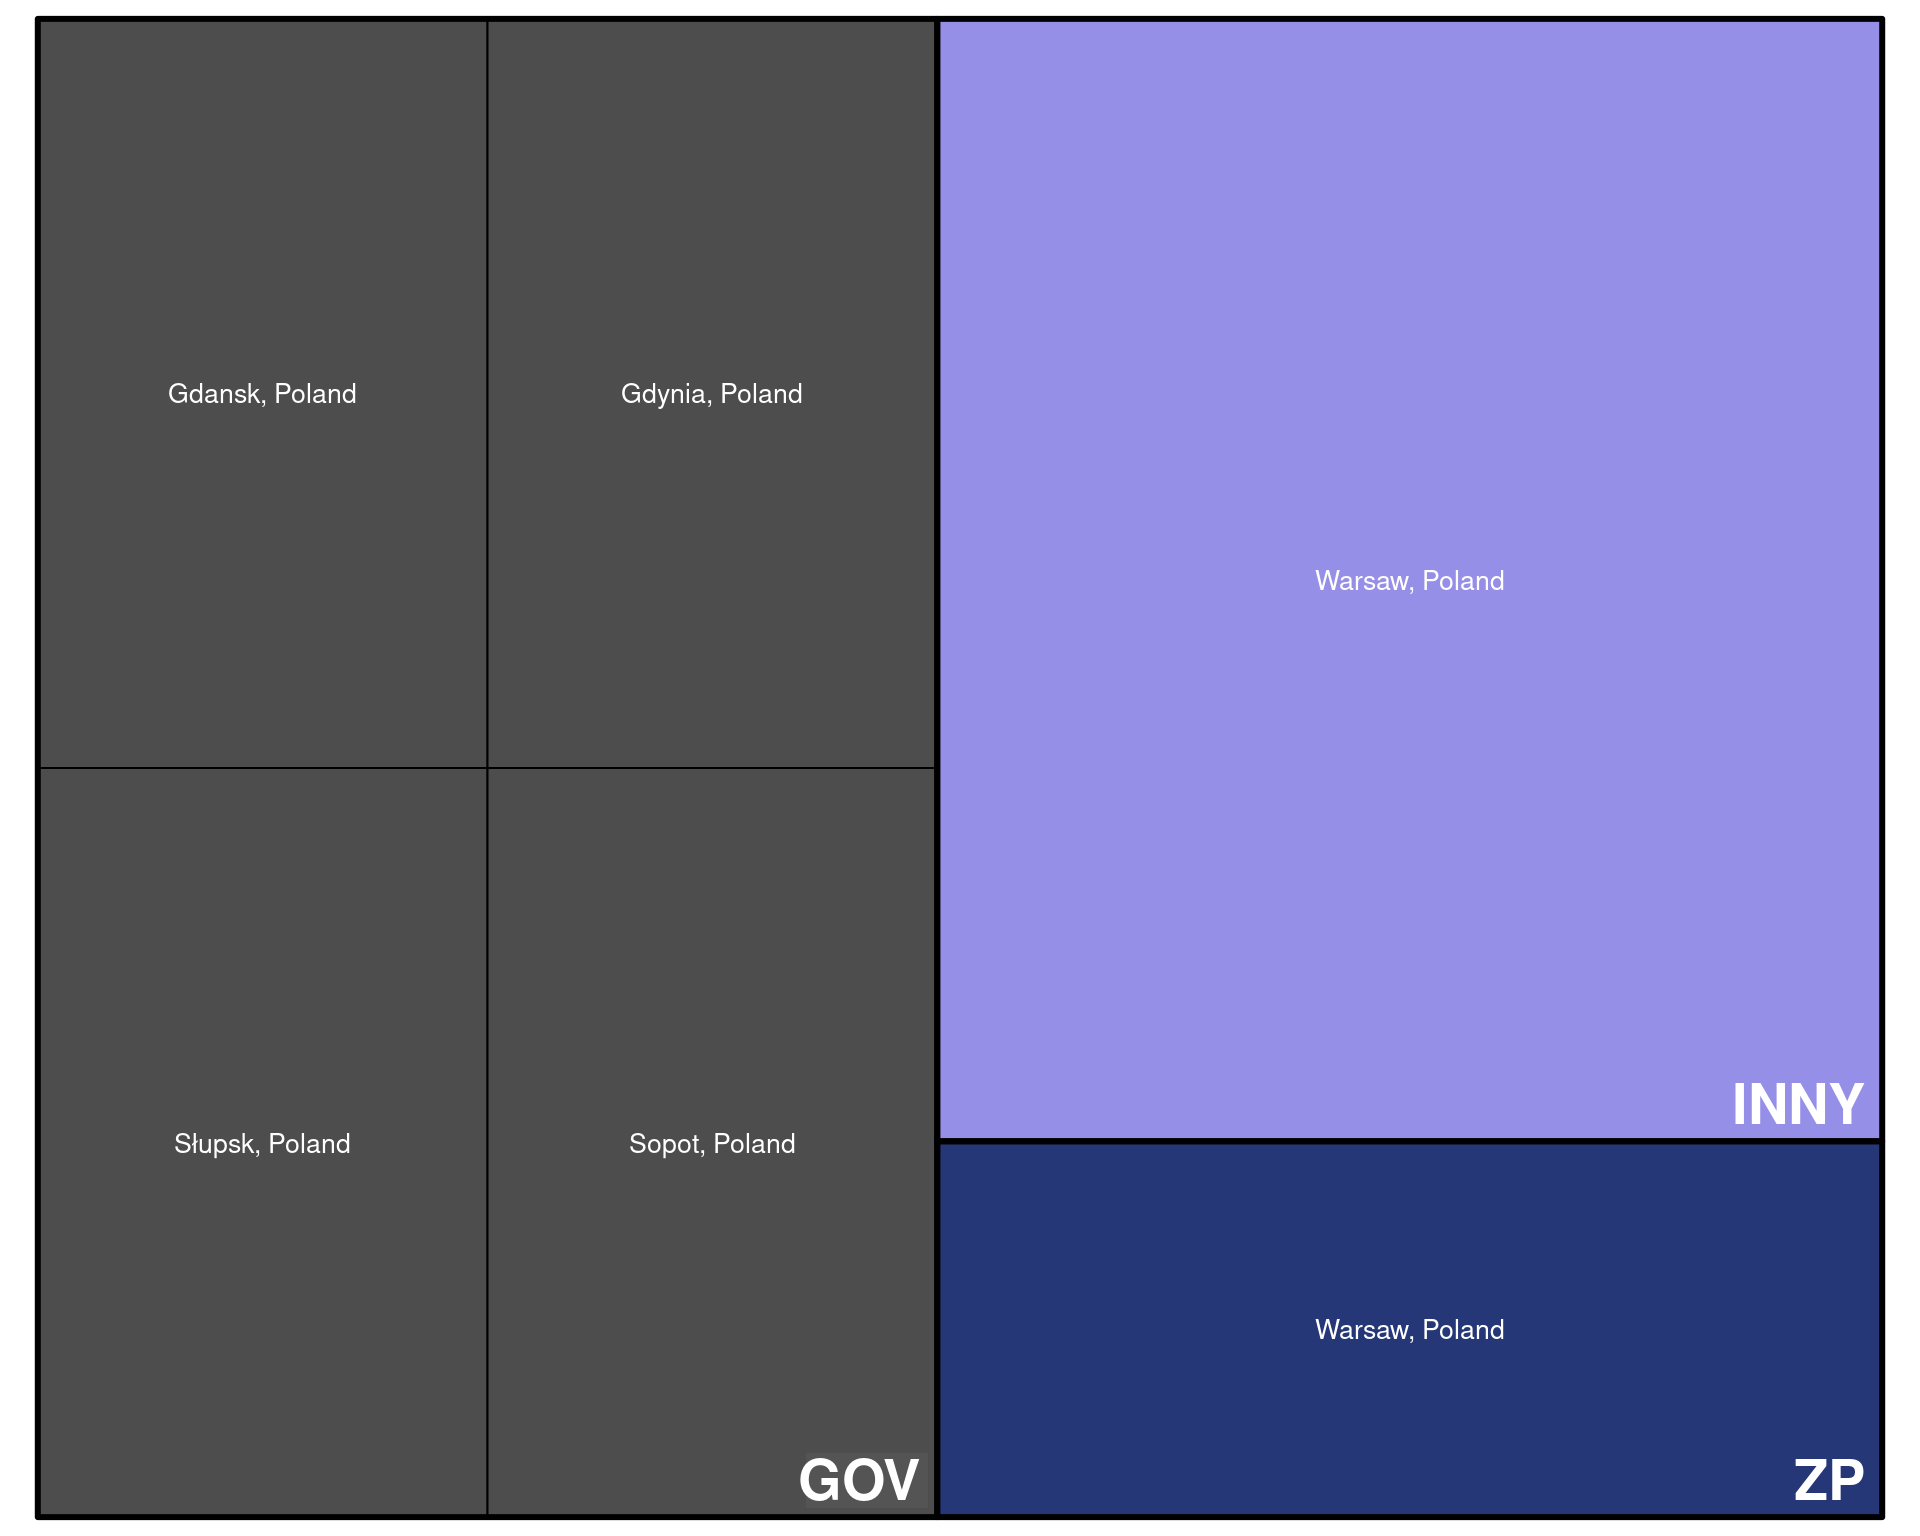 Gdansk, Poland
Gdynia, Poland
Warsaw, Poland
INNY
Słupsk, Poland
Sopot, Poland
Warsaw, Poland
GOV
ZP